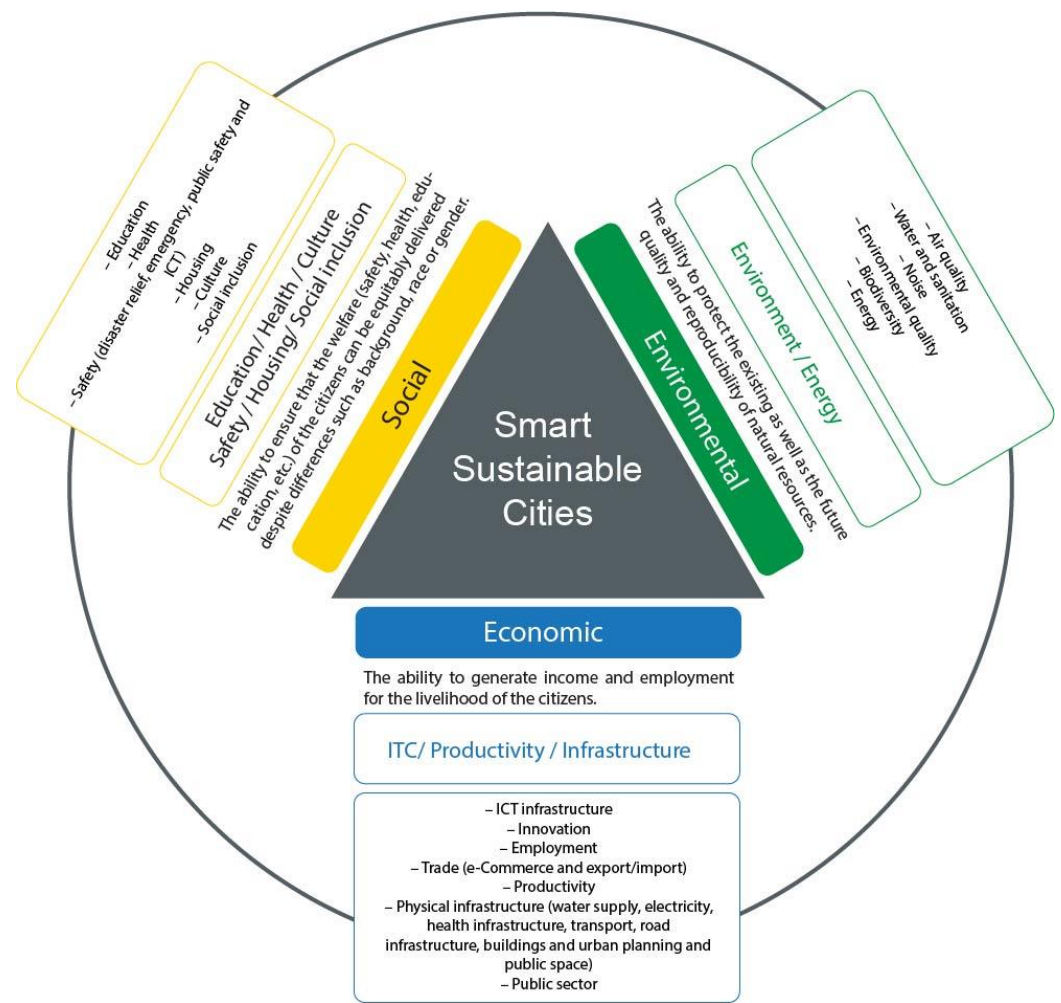 – Education
– Health
– Safety (disaster relief, emergency, public safety and
ICT)
– Housing
– Culture
– Social inclusion
Education/ Health / Culture
Safety / Housing/ Social inclusion
The ability to ensure that the welfare (safety, health, edu-
cation, etc.) of the citizens can be equitably delivered
despite differences such as background, race or gender.
Social
Smart
Sustainable
Cities
Environmental
The ability to protect the existing as well as the future
quality and reproducibility of natural resources.
Environment / Energy
– Air quality
– Water and sanitation
– Noise
– Environmental quality
– Biodiversity
– Energy
Economic
The ability to generate income and employment
for the livelihood of the citizens.
ITC/ Productivity / Infrastructure
– ICT infrastructure
– Innovation
– Employment
– Trade (e-Commerce and export/import)
– Productivity
– Physical infrastructure (water supply, electricity,
health infrastructure, transport, road
infrastructure, buildings and urban planning and
public space)
– Public sector